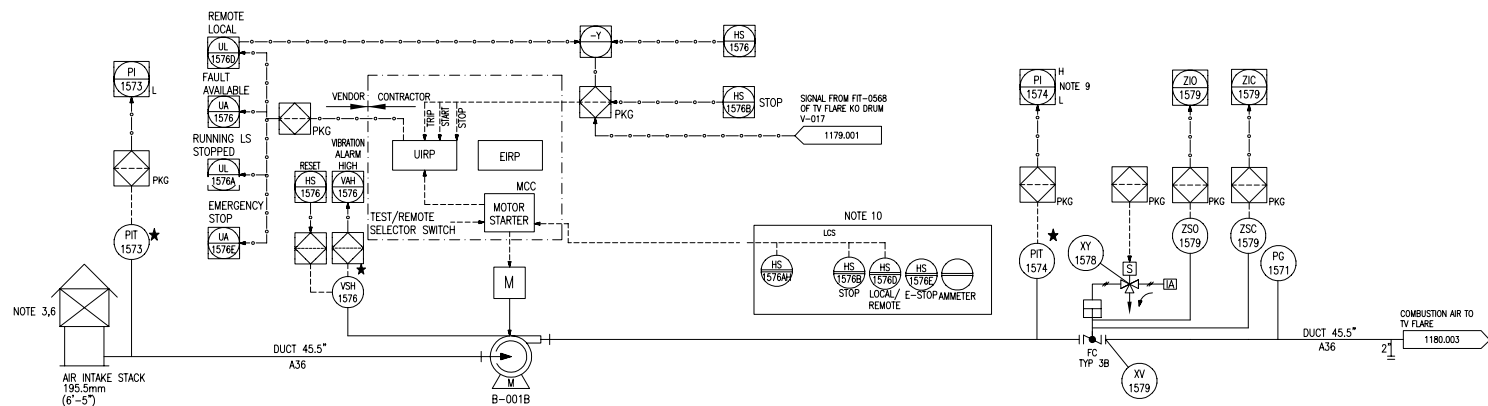 REMOTE
LOCAL
UL
1576D
FAULT
AVAILABLE
UA
1576
RUNNING LS
STOPPED
UL
1576A
EMERGENCY
STOP
UA
1576E
PI
1573
L
PKG
PIT
1573
NOTE 3,6
AIR INTAKE STACK
195.5mm
(6'-5")
DUCT 45.5"
A36
PKG
VENDOR
CONTRACTOR
RESET
HS
1576
VIBRATION
ALARM
HIGH
VAH
1576
VSH
1576
TRIP
START
STOP
UIRP
EIRP
MCC
MOTOR
STARTER
TEST/REMOTE
SELECTOR SWITCH
M
M
B-001B
-Y
HS
1576
PKG
HS
1576B
STOP
SIGNAL FROM FIT-0568
OF TV FLARE KO DRUM
V-017
1179.001
NOTE 10
LCS
HS
1576AH
HS
1576B
STOP
HS
1576D
LOCAL/
REMOTE
HS
1576E
E-STOP
AMMETER
PI
1574
H
L
NOTE 9
PKG
PIT
1574
PKG
XY
1578
S
IA
ZIO
1579
PKG
ZSO
1579
ZIC
1579
PKG
ZSC
1579
PG
1571
FC
TYP 3B
XV
1579
DUCT 45.5"
A36
2"
COMBUSTION AIR TO
TV FLARE
1180.003